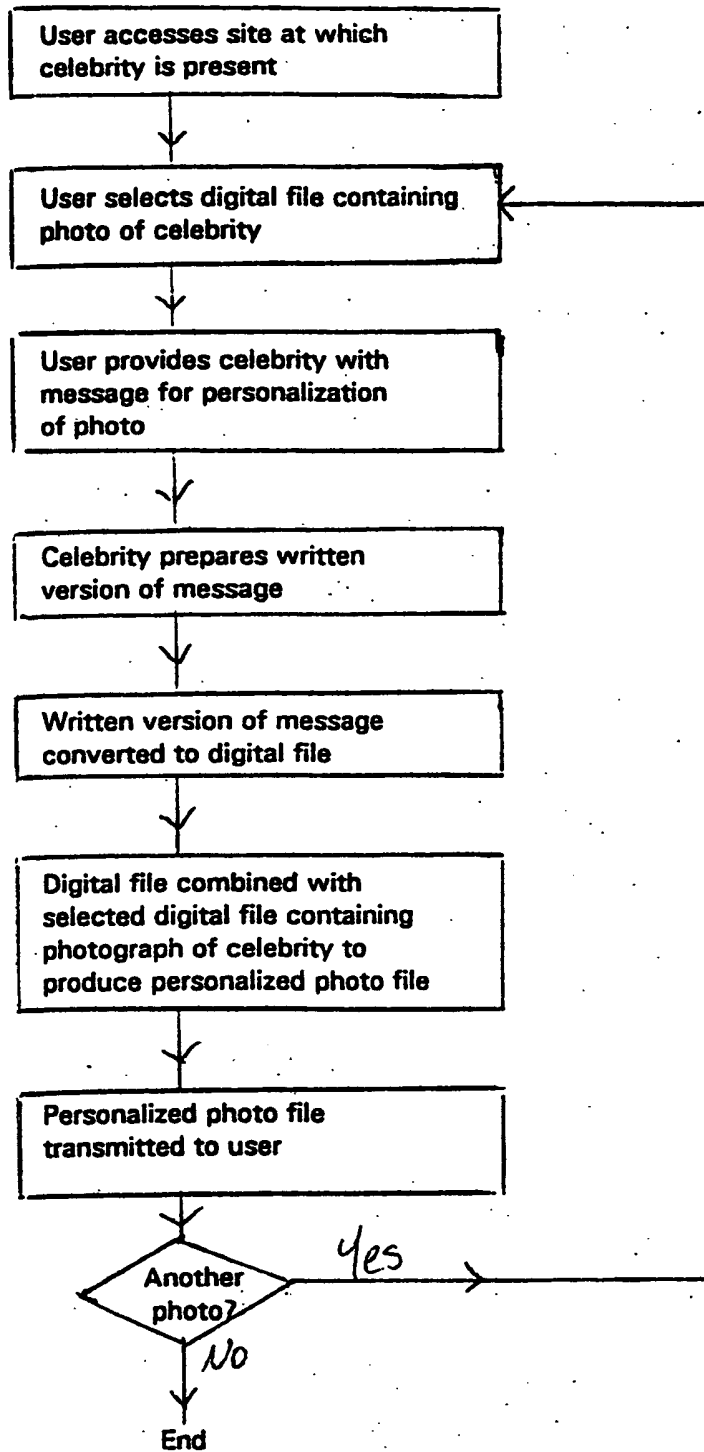 User accesses site at which
celebrity is present
User selects digital file containing
photo of celebrity
User provides celebrity with
message for personalization
of photo
Celebrity prepares written
version of message
Written version of message
converted to digital file
Digital file combined with
selected digital file containing
photograph of celebrity to
produce personalized photo file
Personalized photo file
transmitted to user
Another
photo?
Yes
No
End